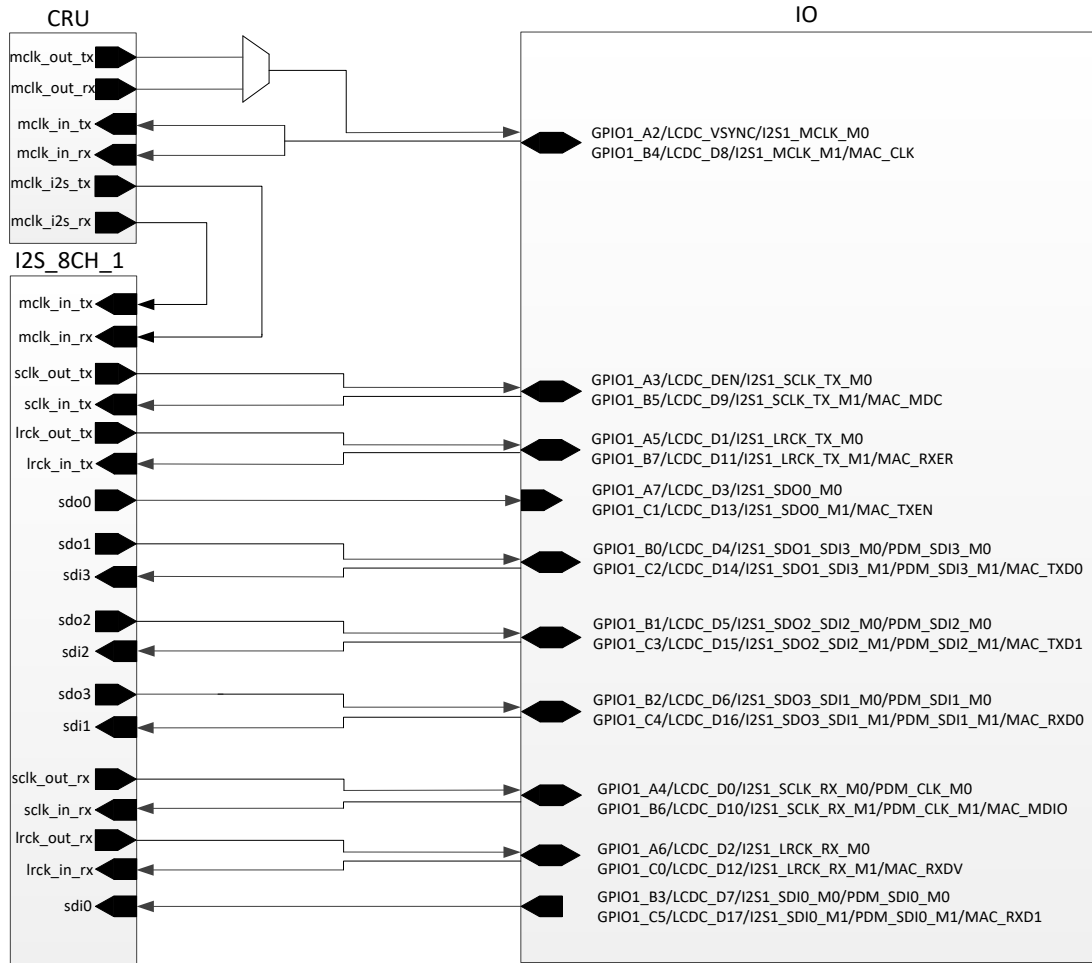 CRU
IO
mclk_out_tx
mclk_out_rx
mclk_in_tx
mclk_in_rx
mclk_i2s_tx
mclk_i2s_rx
GPIO1_A2/LCDC_VSYNC/I2S1_MCLK_M0
GPIO1_B4/LCDC_D8/I2S1_MCLK_M1/MAC_CLK
I2S_8CH_1
mclk_in_tx
mclk_in_rx
sclk_out_tx
sclk_in_tx
GPIO1_A3/LCDC_DEN/I2S1_SCLK_TX_M0
GPIO1_B5/LCDC_D9/I2S1_SCLK_TX_M1/MAC_MDC
lrck_out_tx
lrck_in_tx
GPIO1_A5/LCDC_D1/I2S1_LRCK_TX_M0
GPIO1_B7/LCDC_D11/I2S1_LRCK_TX_M1/MAC_RXER
sdo0
GPIO1_A7/LCDC_D3/I2S1_SDO0_M0
GPIO1_C1/LCDC_D13/I2S1_SDO0_M1/MAC_TXEN
sdo1
sdi3
GPIO1_B0/LCDC_D4/I2S1_SDO1_SDI3_M0/PDM_SDI3_M0
GPIO1_C2/LCDC_D14/I2S1_SDO1_SDI3_M1/PDM_SDI3_M1/MAC_TXD0
sdo2
sdi2
GPIO1_B1/LCDC_D5/I2S1_SDO2_SDI2_M0/PDM_SDI2_M0
GPIO1_C3/LCDC_D15/I2S1_SDO2_SDI2_M1/PDM_SDI2_M1/MAC_TXD1
sdo3
sdi1
GPIO1_B2/LCDC_D6/I2S1_SDO3_SDI1_M0/PDM_SDI1_M0
GPIO1_C4/LCDC_D16/I2S1_SDO3_SDI1_M1/PDM_SDI1_M1/MAC_RXD0
sclk_out_rx
sclk_in_rx
GPIO1_A4/LCDC_D0/I2S1_SCLK_RX_M0/PDM_CLK_M0
GPIO1_B6/LCDC_D10/I2S1_SCLK_RX_M1/PDM_CLK_M1/MAC_MDIO
lrck_out_rx
lrck_in_rx
GPIO1_A6/LCDC_D2/I2S1_LRCK_RX_M0
GPIO1_C0/LCDC_D12/I2S1_LRCK_RX_M1/MAC_RXDV
sdi0
GPIO1_B3/LCDC_D7/I2S1_SDI0_M0/PDM_SDI0_M0
GPIO1_C5/LCDC_D17/I2S1_SDI0_M1/PDM_SDI0_M1/MAC_RXD1